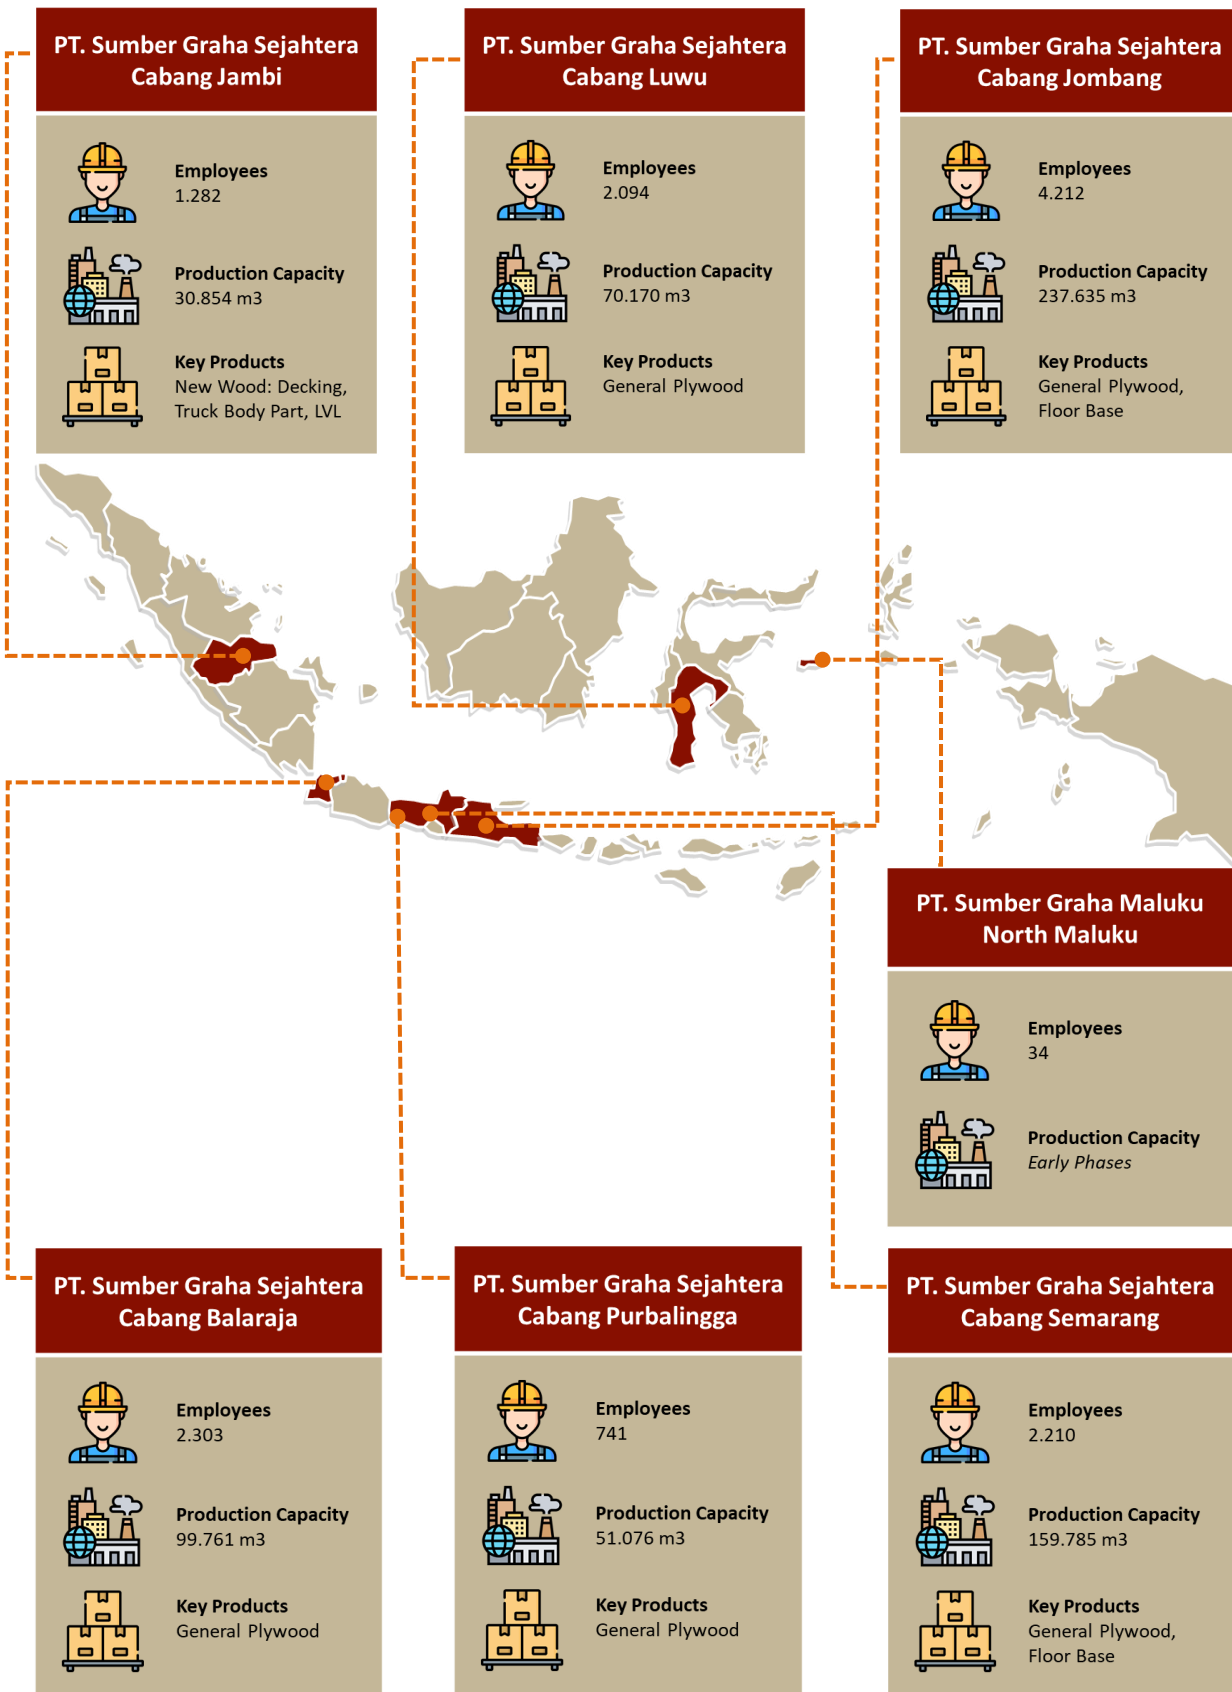 PT. Sumber Graha Sejahtera
Cabang Jambi
Employees
1.282
Production Capacity
30.854 m3
Key Products
New Wood: Decking,
Truck Body Part, LVL
PT. Sumber Graha Sejahtera
Cabang Luwu
Employees
2.094
Production Capacity
70.170 m3
Key Products
General Plywood
PT. Sumber Graha Sejahtera
Cabang Jombang
Employees
4.212
Production Capacity
237.635 m3
Key Products
General Plywood,
Floor Base
PT. Sumber Graha Maluku
North Maluku
Employees
34
Production Capacity
Early Phases
PT. Sumber Graha Sejahtera
Cabang Balaraja
Employees
2.303
Production Capacity
99.761 m3
Key Products
General Plywood
PT. Sumber Graha Sejahtera
Cabang Purbalingga
Employees
741
Production Capacity
51.076 m3
Key Products
General Plywood
PT. Sumber Graha Sejahtera
Cabang Semarang
Employees
2.210
Production Capacity
159.785 m3
Key Products
General Plywood,
Floor Base